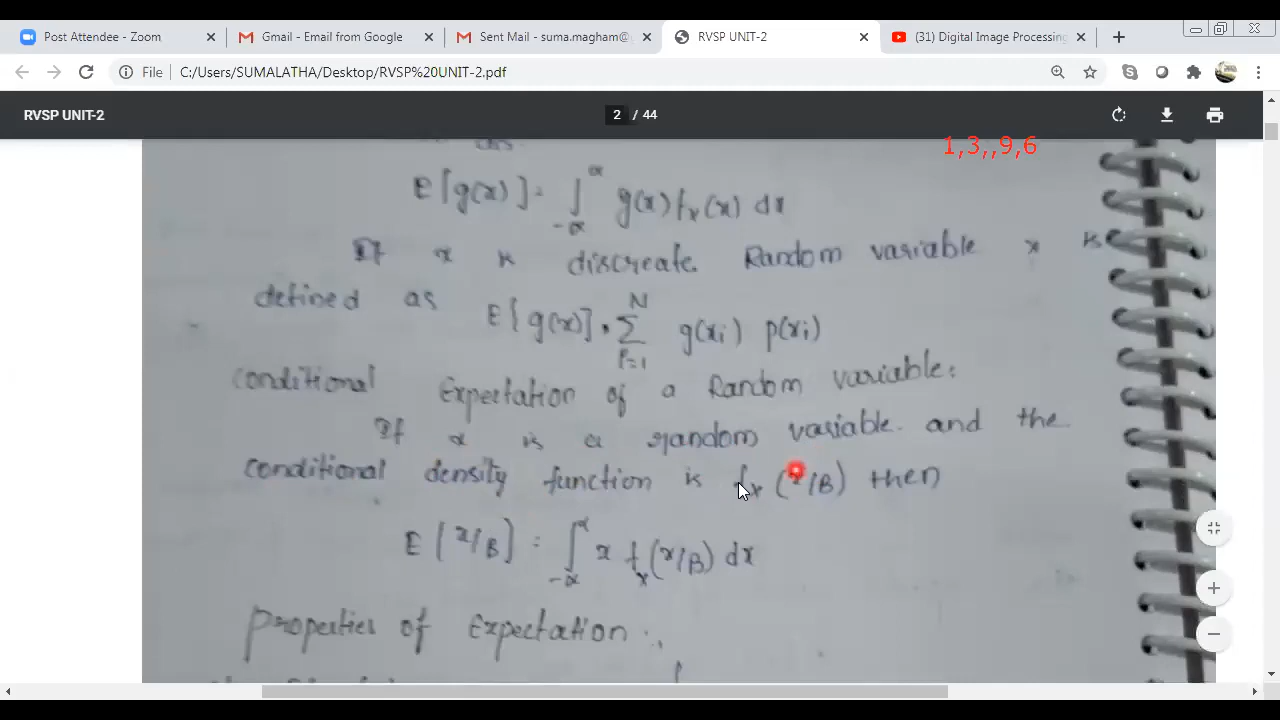 Post Attendee - Zoom
Gmail - Email from Google
Sent Mail - suma.magham@
RVSP UNIT-2
(31) Digital Image Processing
File
C:/Users/SUMALATHA/Desktop/RVSP%20UNIT-2.pdf
RVSP UNIT-2
2 / 44
1,3,,9,6
E[g(x)] = ∫_{-α}^{α} g(x) fx(x) dx
If x is discreate Random variable x is
defined as E[g(x)] = Σ_{i=1}^{N} g(xi) p(xi)
conditional Expectation of a Random variable:
If x is a random variable and the
conditional density function is fx (x/B) then
E[x/B] = ∫_{-α}^{α} x fx(x/B) dx
Properties of Expectation :.